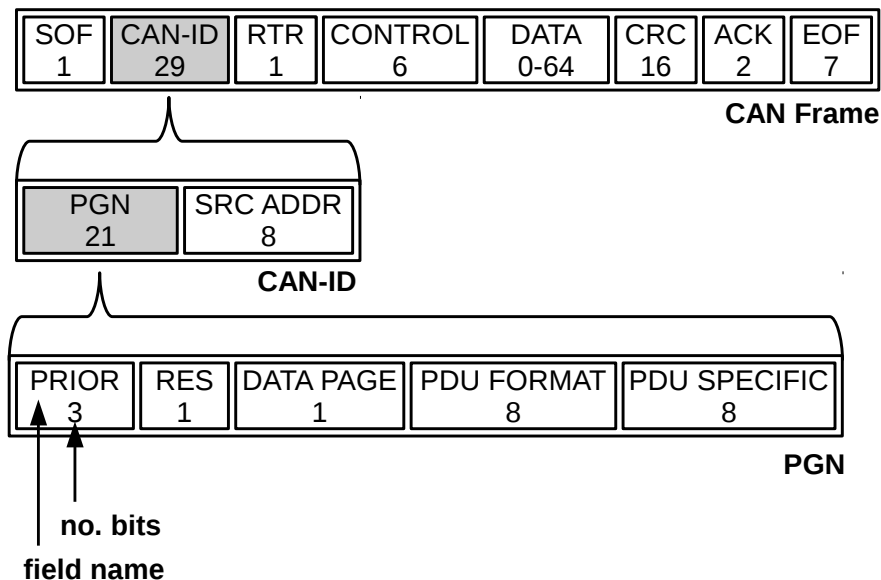 SOF CAN-ID RTR CONTROL DATA CRC ACK EOF
1 29 1 6 0-64 16 2 7
CAN Frame
PGN SRC ADDR
21 8
CAN-ID
PRIOR RES DATA PAGE PDU FORMAT PDU SPECIFIC
3 1 1 8 8
PGN
no. bits
field name